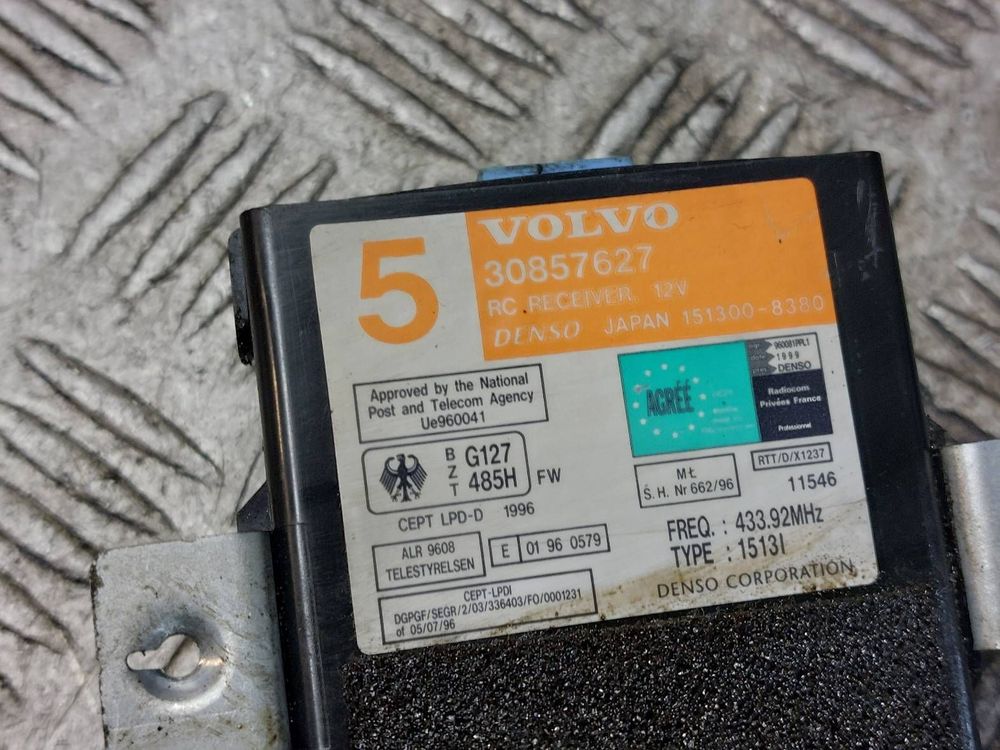 5
VOLVO
30857627
RC RECEIVER 12V
DENSO JAPAN 151300-8380
Approved by the National
Post and Telecom Agency
Ue960041
AGRÉÉ
960081PPL1
1999
DENSO
Radiocom
Privées France
Professionnel
BZT
G127
485H
FW
CEPT LPD-D 1996
MŁ
Ś.H. Nr 662/96
RTT/D/X1237
11546
ALR 9608
TELESTYRELSEN
E 01 96 0579
FREQ. : 433.92MHz
TYPE : 1513I
CEPT-LPDI
DGPGF/SEGR/2/03/336403/FO/0001231
of 05/07/96
DENSO CORPORATION